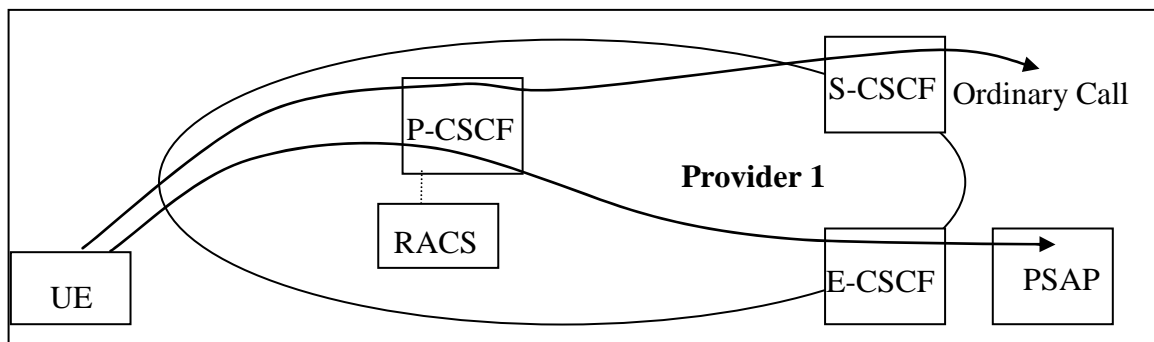 S-CSCF
Ordinary Call
P-CSCF
Provider 1
RACS
UE
E-CSCF
PSAP